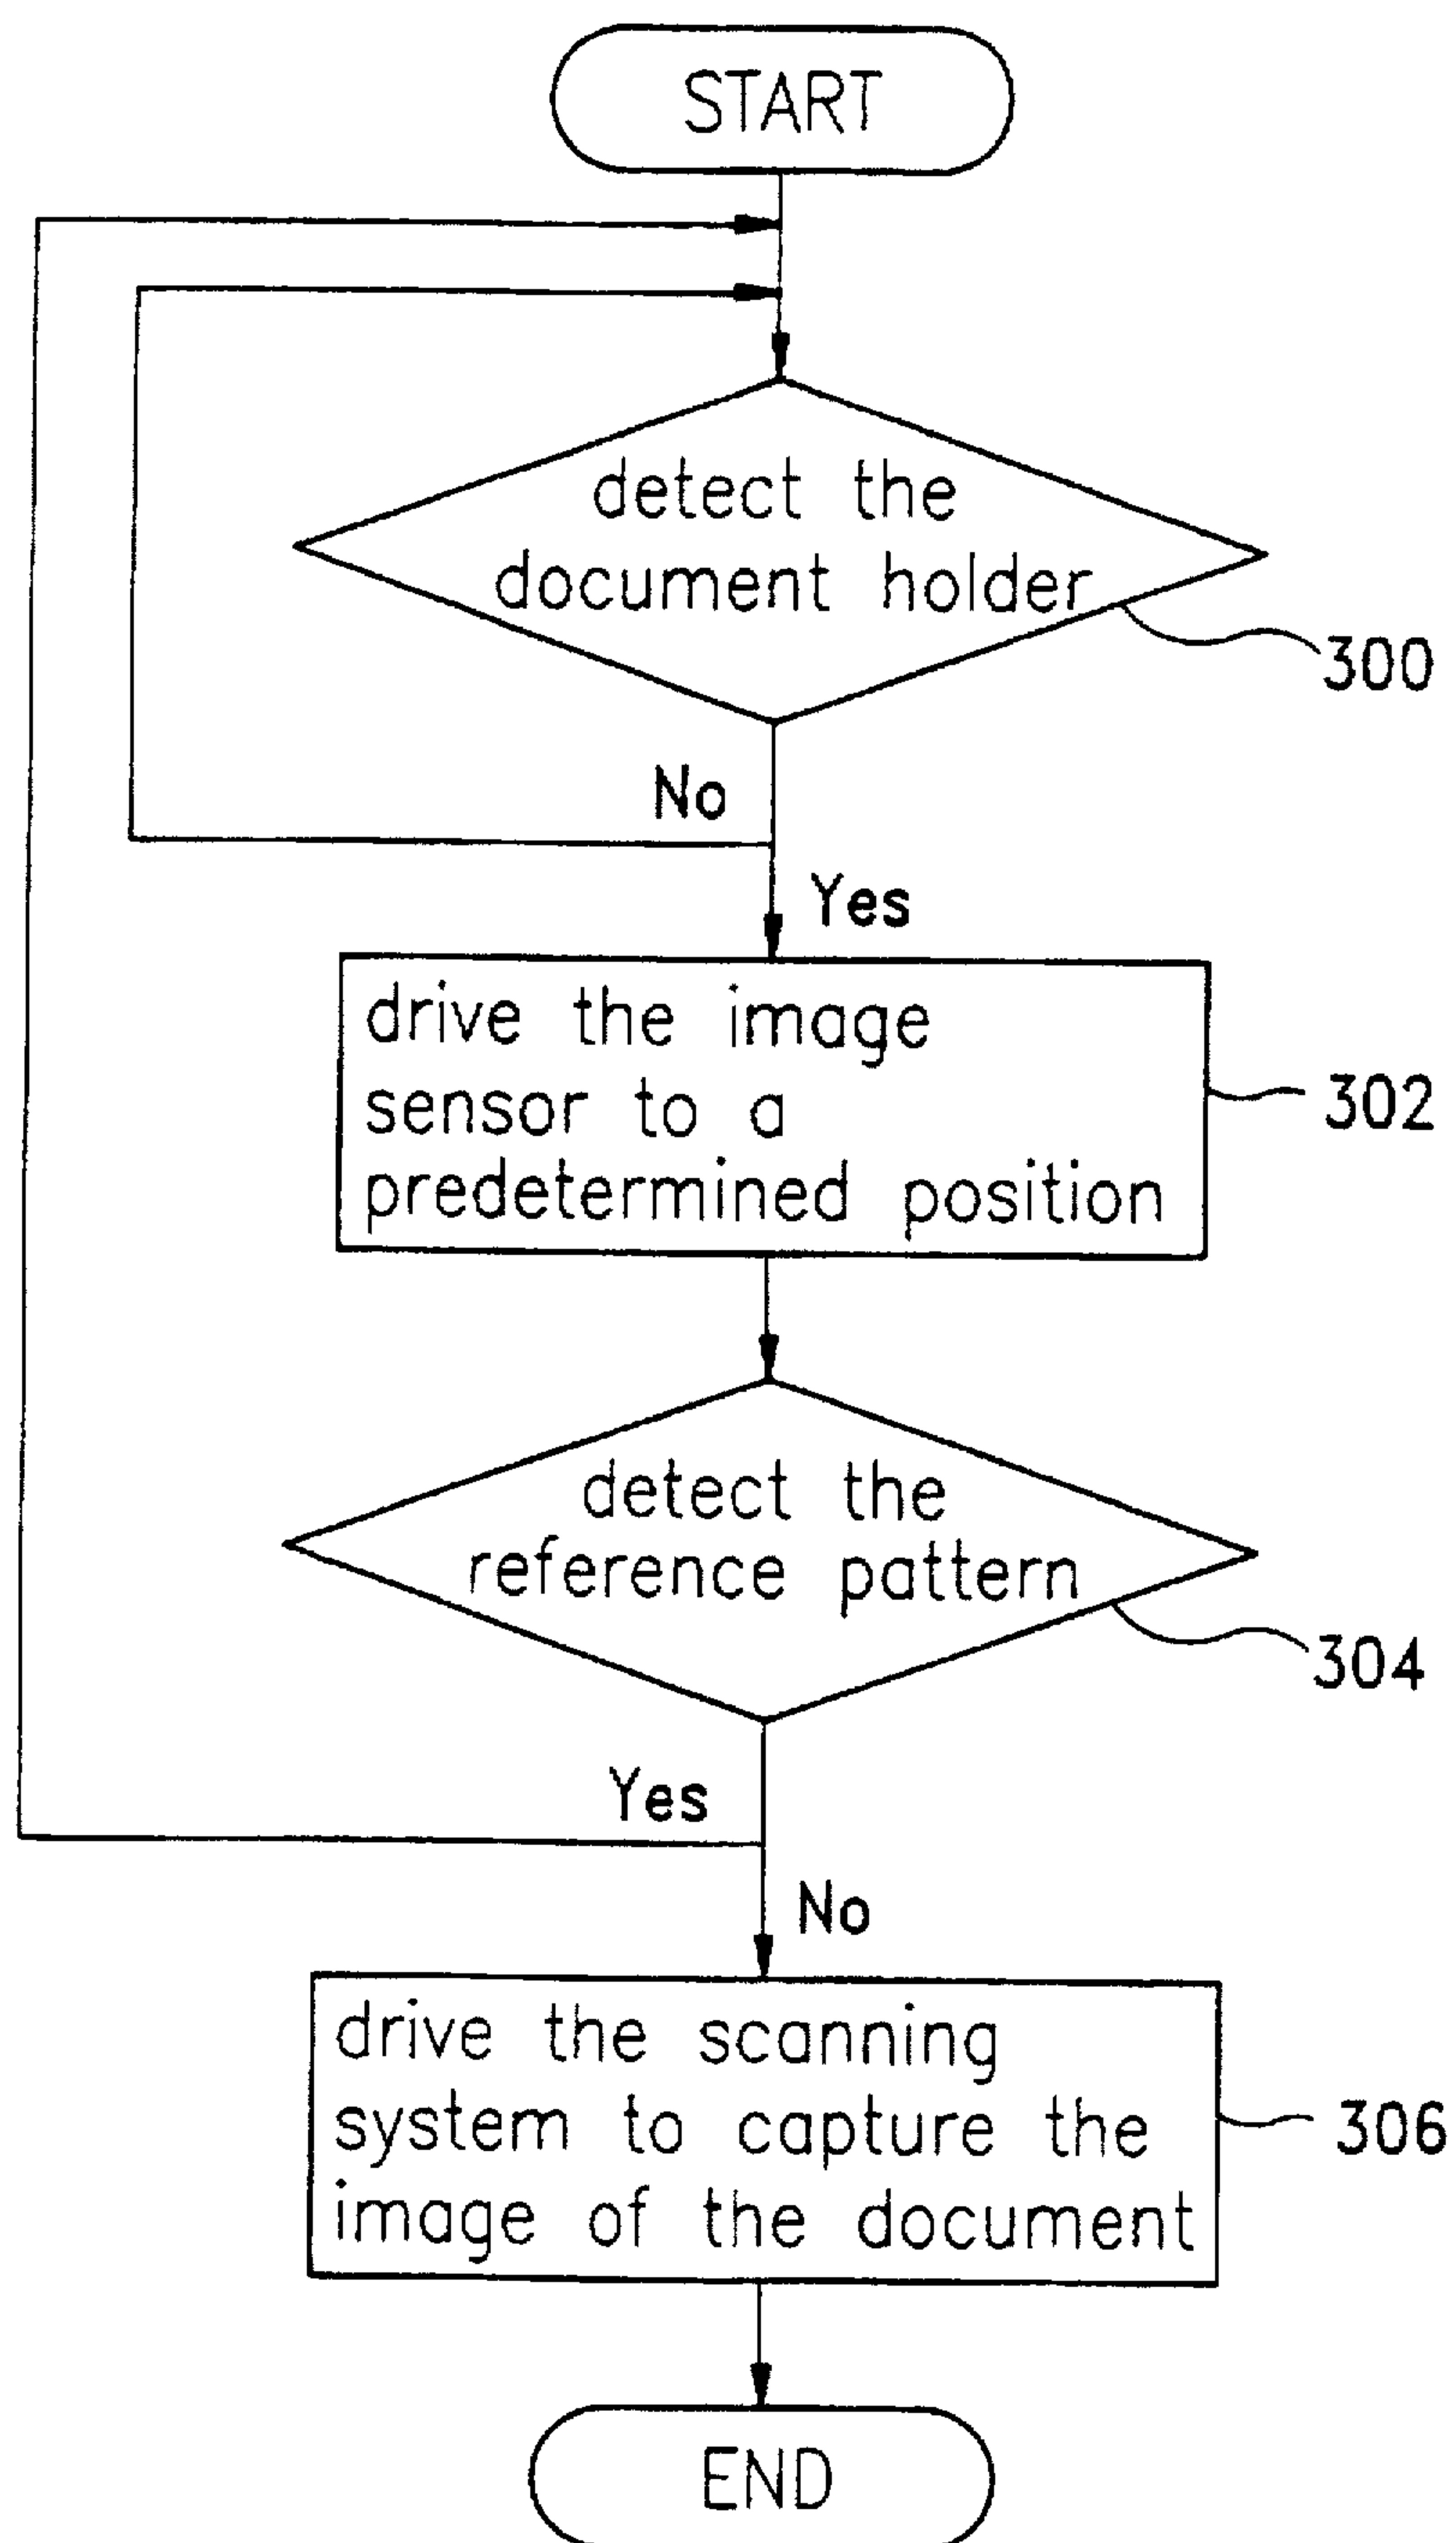 START
detect the
document holder
300
No
Yes
drive the image
sensor to a
predetermined position
302
detect the
reference pattern
304
Yes
No
drive the scanning
system to capture the
image of the document
306
END